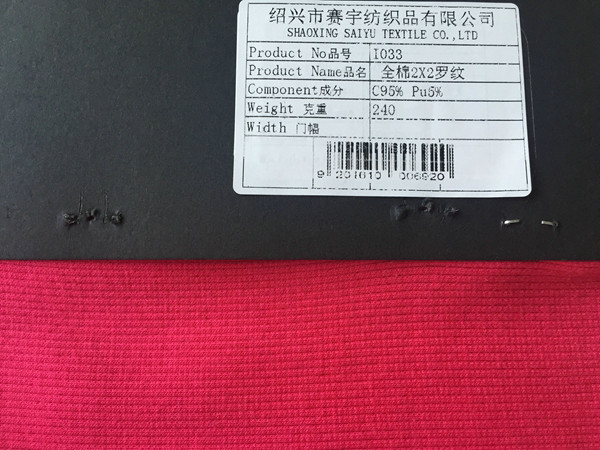 绍兴市赛宇纺织品有限公司
SHAOXING SAIYU TEXTILE CO.,LTD
Product No品号 I033
Product Name品名 全棉2X2罗纹
Component成分 C95% Pu5%
Weight 克重 240
Width 门幅
9 201610 006920